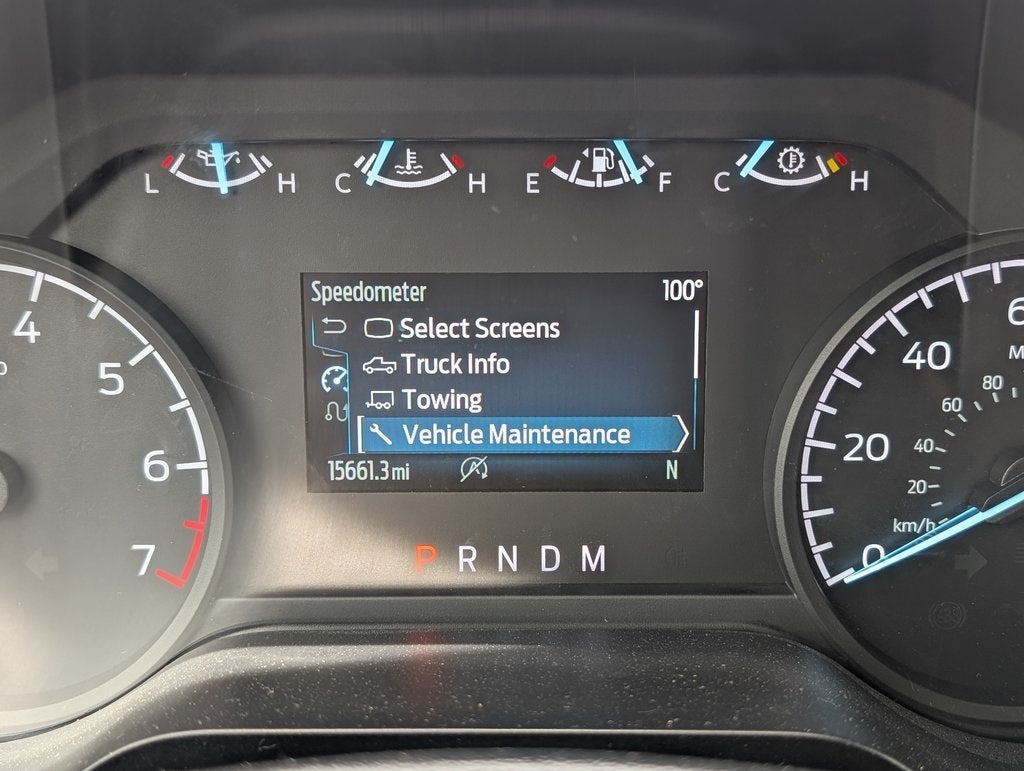 L H C H E F C H
Speedometer 100°
Select Screens
Truck Info
Towing
Vehicle Maintenance
15661.3 mi N
P R N D M
4
5
6
7
40
20
0
80
60
40
20
km/h